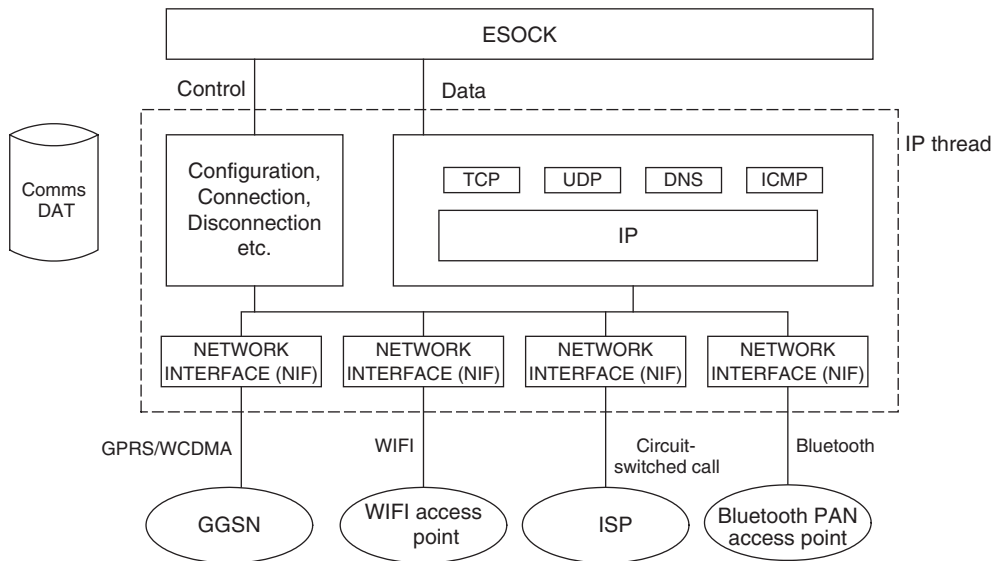 ESOCK
Control
Data
IP thread
Comms
DAT
Configuration,
Connection,
Disconnection
etc.
TCP
UDP
DNS
ICMP
IP
NETWORK
INTERFACE (NIF)
NETWORK
INTERFACE (NIF)
NETWORK
INTERFACE (NIF)
NETWORK
INTERFACE (NIF)
GPRS/WCDMA
WIFI
Circuit-
switched call
Bluetooth
GGSN
WIFI access
point
ISP
Bluetooth PAN
access point